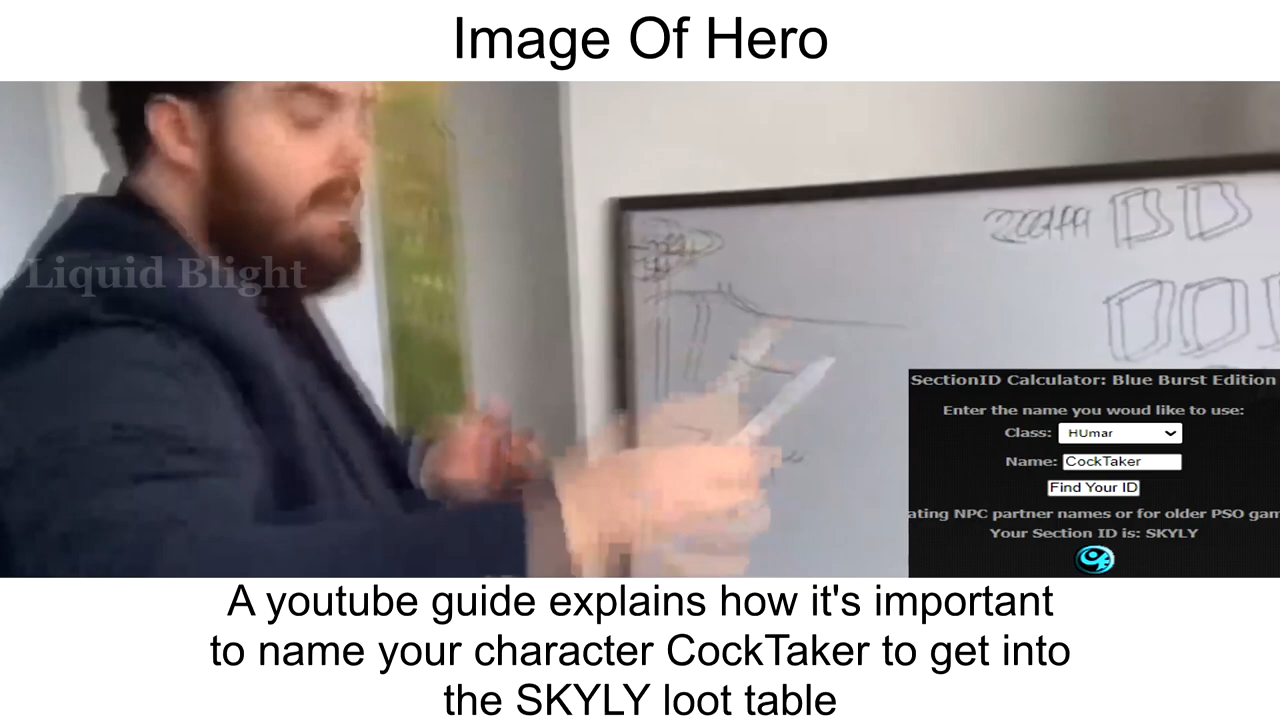 Image Of Hero
Liquid Blight
SectionID Calculator: Blue Burst Edition
Enter the name you woud like to use:
Class: HUmar
Name: CockTaker
Find Your ID
ating NPC partner names or for older PSO gam
Your Section ID is: SKYLY
A youtube guide explains how it's important
to name your character CockTaker to get into
the SKYLY loot table